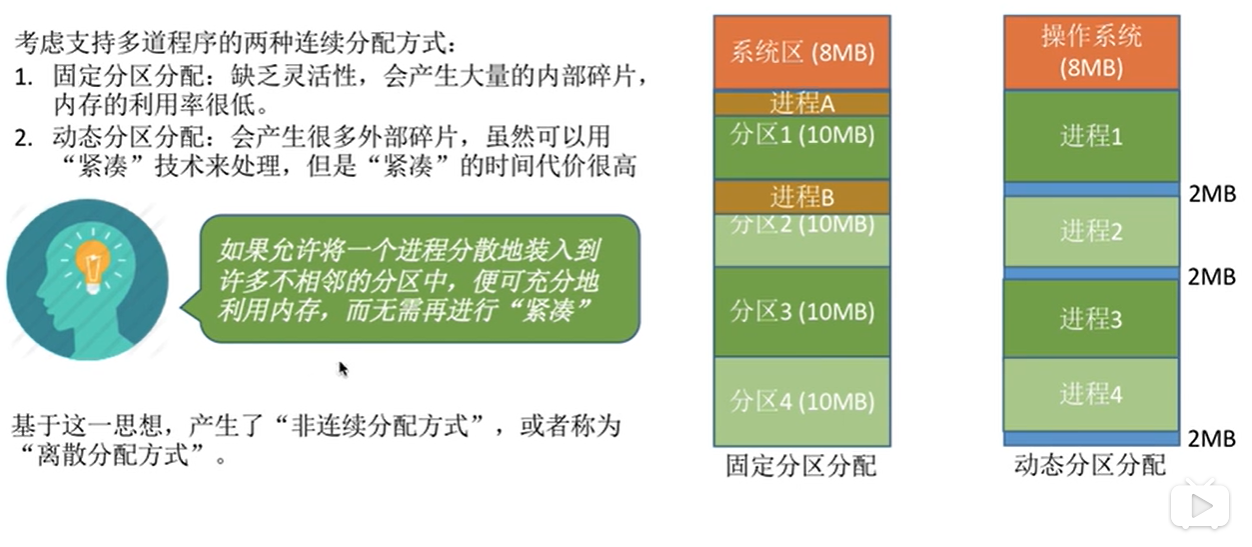 考虑支持多道程序的两种连续分配方式：
1. 固定分区分配：缺乏灵活性，会产生大量的内部碎片，
内存的利用率很低。
2. 动态分区分配：会产生很多外部碎片，虽然可以用
“紧凑”技术来处理，但是“紧凑”的时间代价很高
如果允许将一个进程分散地装入到
许多不相邻的分区中，便可充分地
利用内存，而无需再进行“紧凑”
基于这一思想，产生了“非连续分配方式”，或者称为
“离散分配方式”。
系统区 (8MB)
进程A
分区1 (10MB)
进程B
分区2 (10MB)
分区3 (10MB)
分区4 (10MB)
固定分区分配
操作系统
(8MB)
进程1
2MB
进程2
2MB
进程3
进程4
2MB
动态分区分配